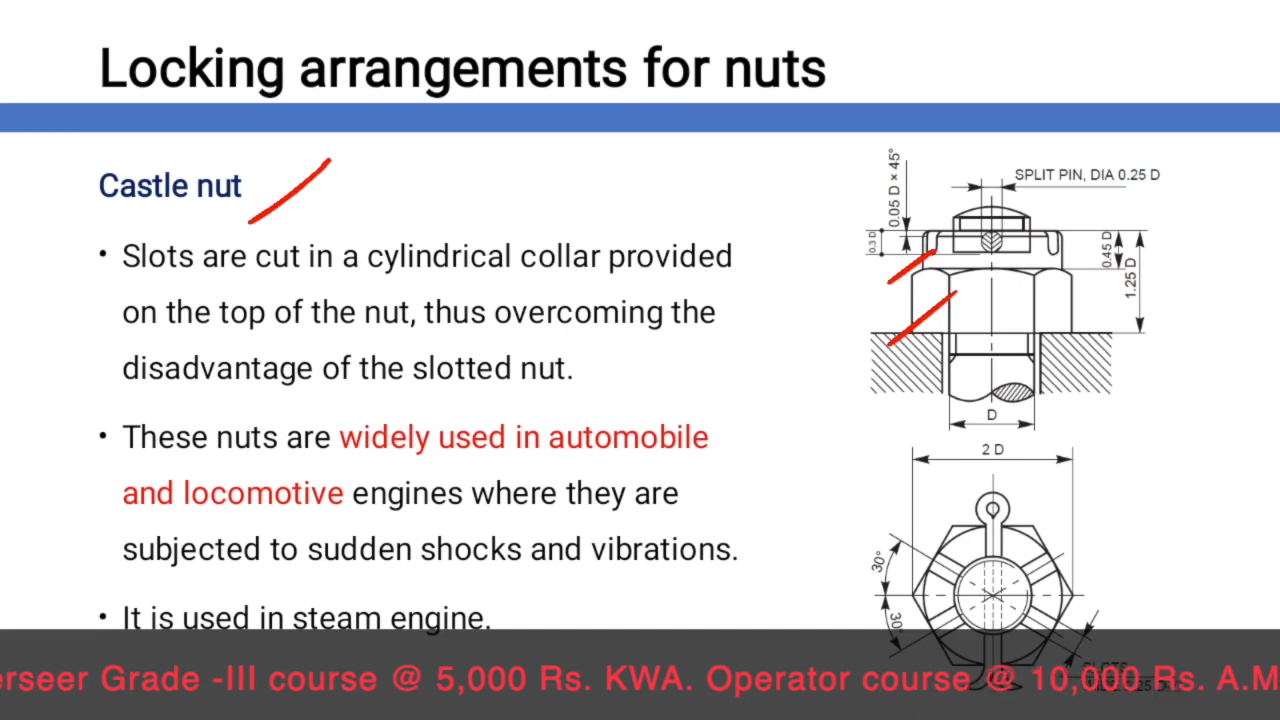 Locking arrangements for nuts
Castle nut
• Slots are cut in a cylindrical collar provided
on the top of the nut, thus overcoming the
disadvantage of the slotted nut.
• These nuts are widely used in automobile
and locomotive engines where they are
subjected to sudden shocks and vibrations.
• It is used in steam engine.
0.05 D × 45°
SPLIT PIN, DIA 0.25 D
0.3 D
0.45 D
1.25 D
D
2 D
30°
30°
SLOTS
erseer Grade -III course @ 5,000 Rs. KWA. Operator course @ 10,000 Rs. A.M